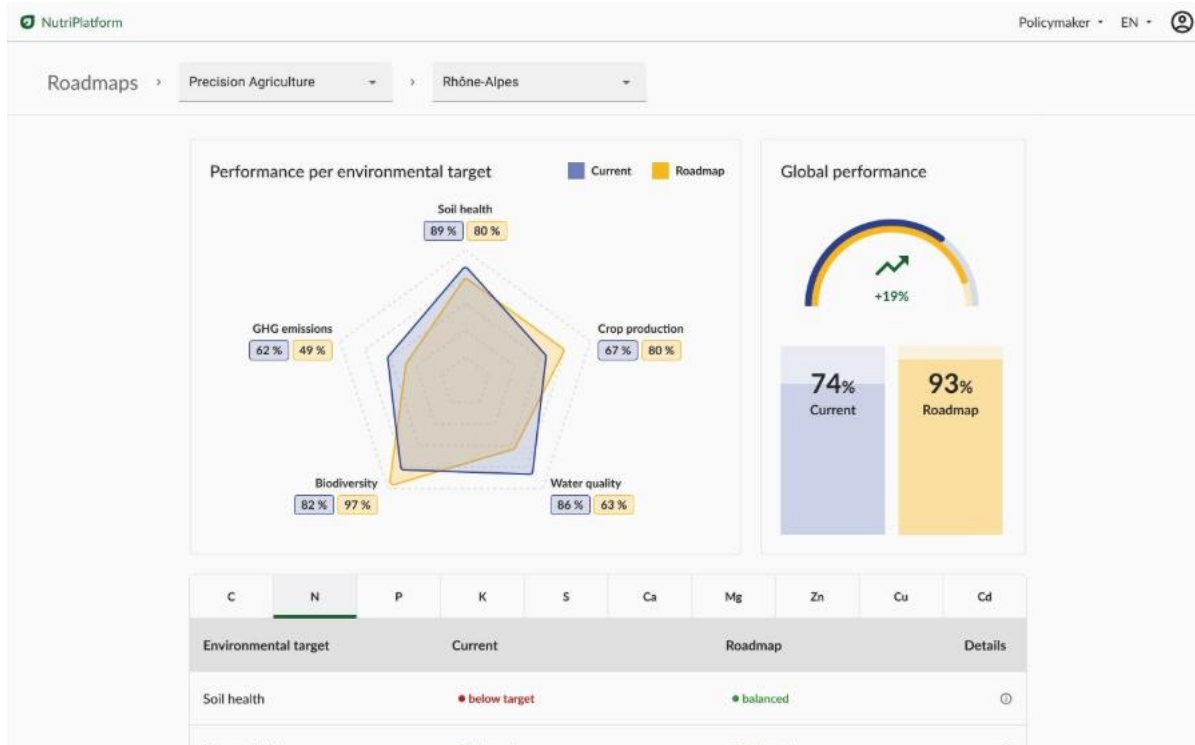 NutriPlatform
Policymaker EN
Roadmaps > Precision Agriculture > Rhône-Alpes
Performance per environmental target
Current Roadmap
Global performance
Soil health
89 % 80 %
GHG emissions
62 % 49 %
Crop production
67 % 80 %
Biodiversity
82 % 97 %
Water quality
86 % 63 %
+19%
74%
Current
93%
Roadmap
C N P K S Ca Mg Zn Cu Cd
Environmental target Current Roadmap Details
Soil health below target balanced